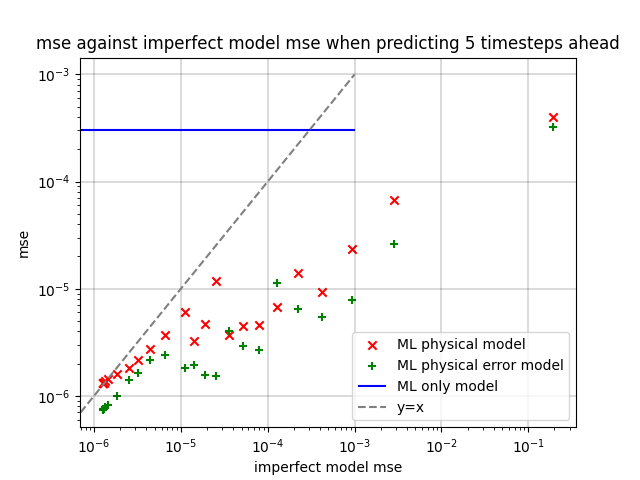 mse against imperfect model mse when predicting 5 timesteps ahead
mse
10⁻³
10⁻⁴
10⁻⁵
10⁻⁶
ML physical model
ML physical error model
ML only model
y=x
10⁻⁶ 10⁻⁵ 10⁻⁴ 10⁻³ 10⁻² 10⁻¹
imperfect model mse